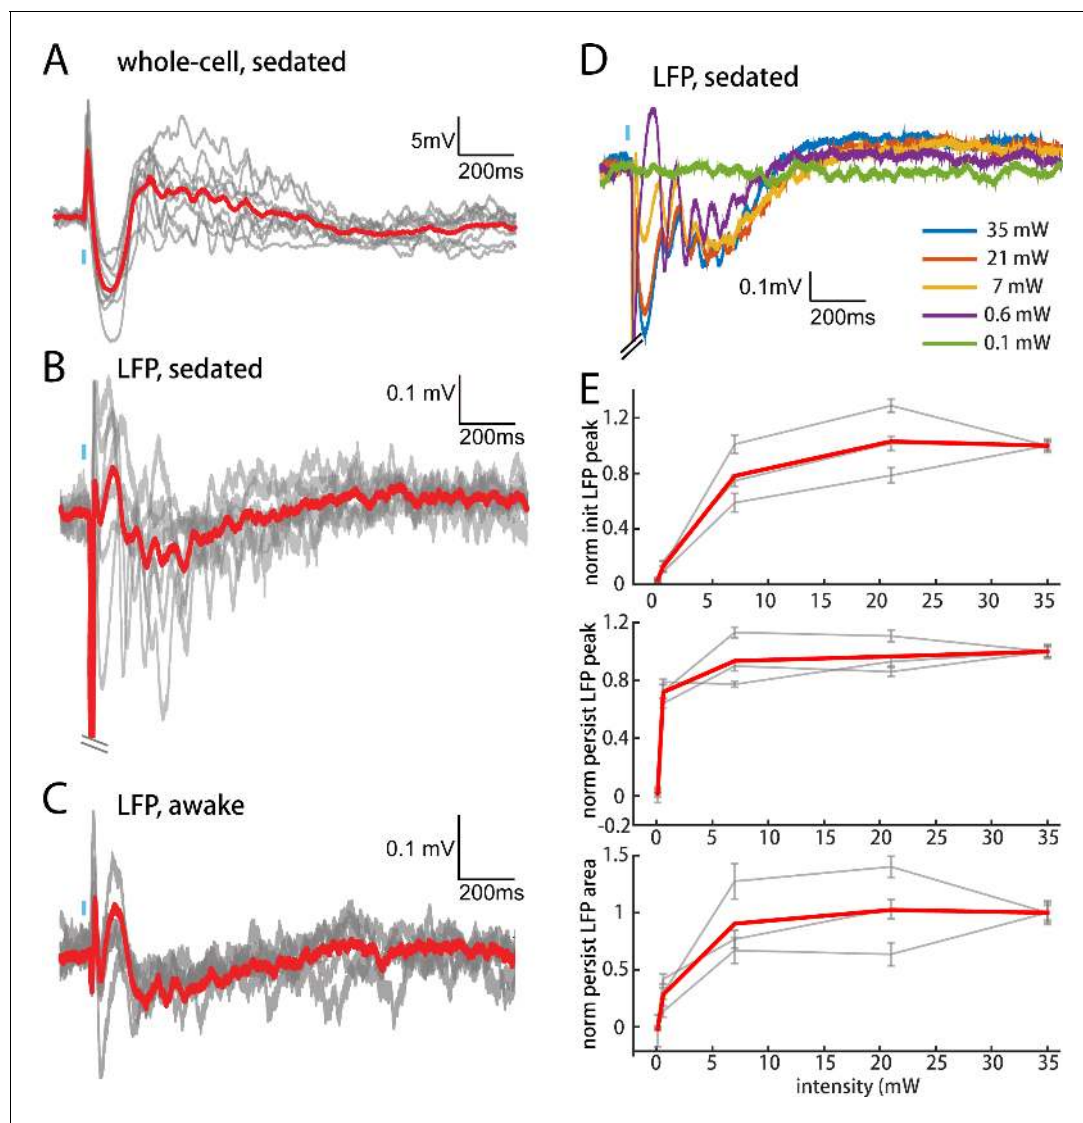 A
whole-cell, sedated
5mV
200ms
B
LFP, sedated
0.1 mV
200ms
C
LFP, awake
0.1 mV
200ms
D
LFP, sedated
35 mW
21 mW
7 mW
0.6 mW
0.1 mW
0.1mV
200ms
E
norm init LFP peak
1.2
0.8
0.4
0
0 5 10 15 20 25 30 35
norm persist LFP peak
1.2
0.8
0.4
0
-0.2
0 5 10 15 20 25 30 35
norm persist LFP area
1.5
1
0.5
0
0 5 10 15 20 25 30 35
intensity (mW